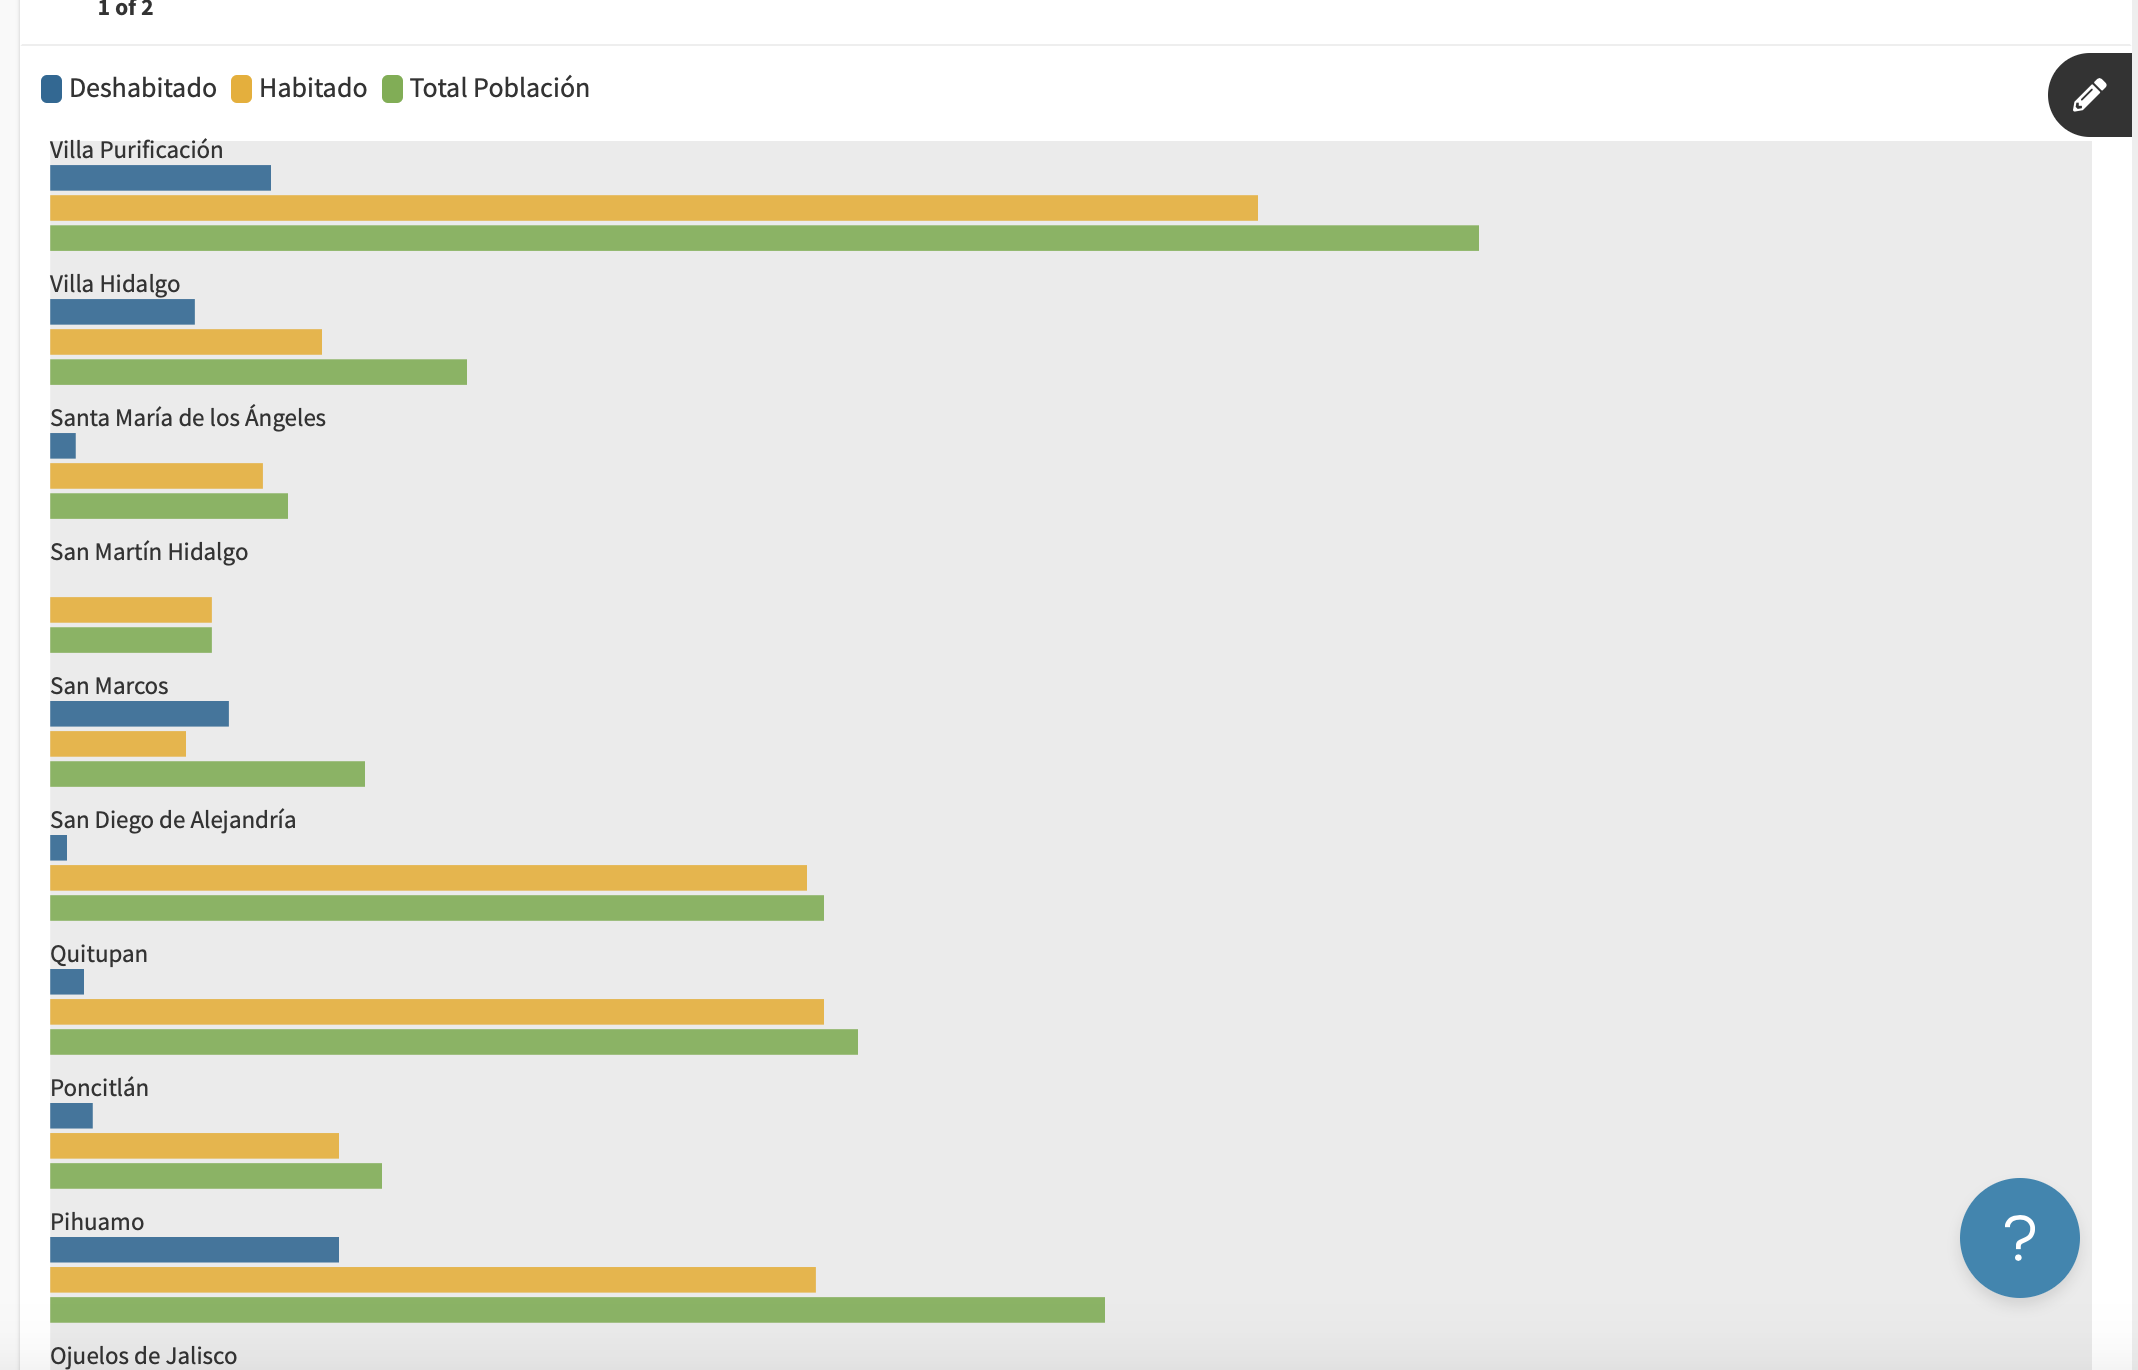 1 of 2
Deshabitado Habitado Total Población
Villa Purificación
Villa Hidalgo
Santa María de los Ángeles
San Martín Hidalgo
San Marcos
San Diego de Alejandría
Quitupan
Poncitlán
Pihuamo
?
Ojuelos de Jalisco